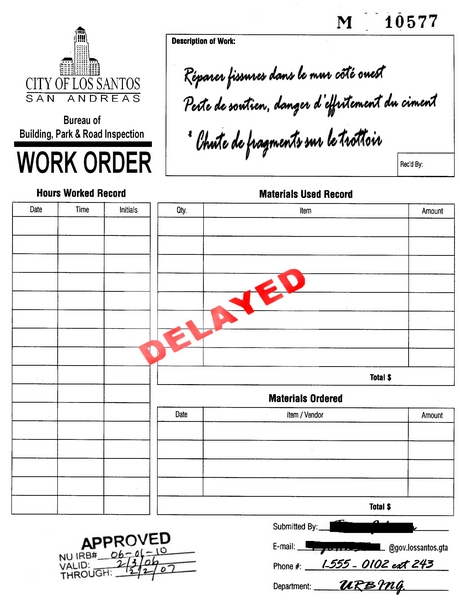 M 10577
CITY OF LOS SANTOS
SAN ANDREAS
Bureau of
Building, Park & Road Inspection
WORK ORDER
Description of Work:
Réparer fissures dans le mur côté ouest
Perte de soutien, danger d'effritement du ciment
* Chute de fragments sur le trottoir
Rec'd By:
Hours Worked Record
Date Time Initials
Materials Used Record
Qty. Item Amount
DELAYED
Total $
Materials Ordered
Date Item / Vendor Amount
Total $
APPROVED
NU IRB# 06-01-10
VALID: 2/3/06
THROUGH: 2/2/07
Submitted By:
E-mail: @gov.lossantos.gta
Phone #: 1-555-0102 ext 243
Department: URBING.